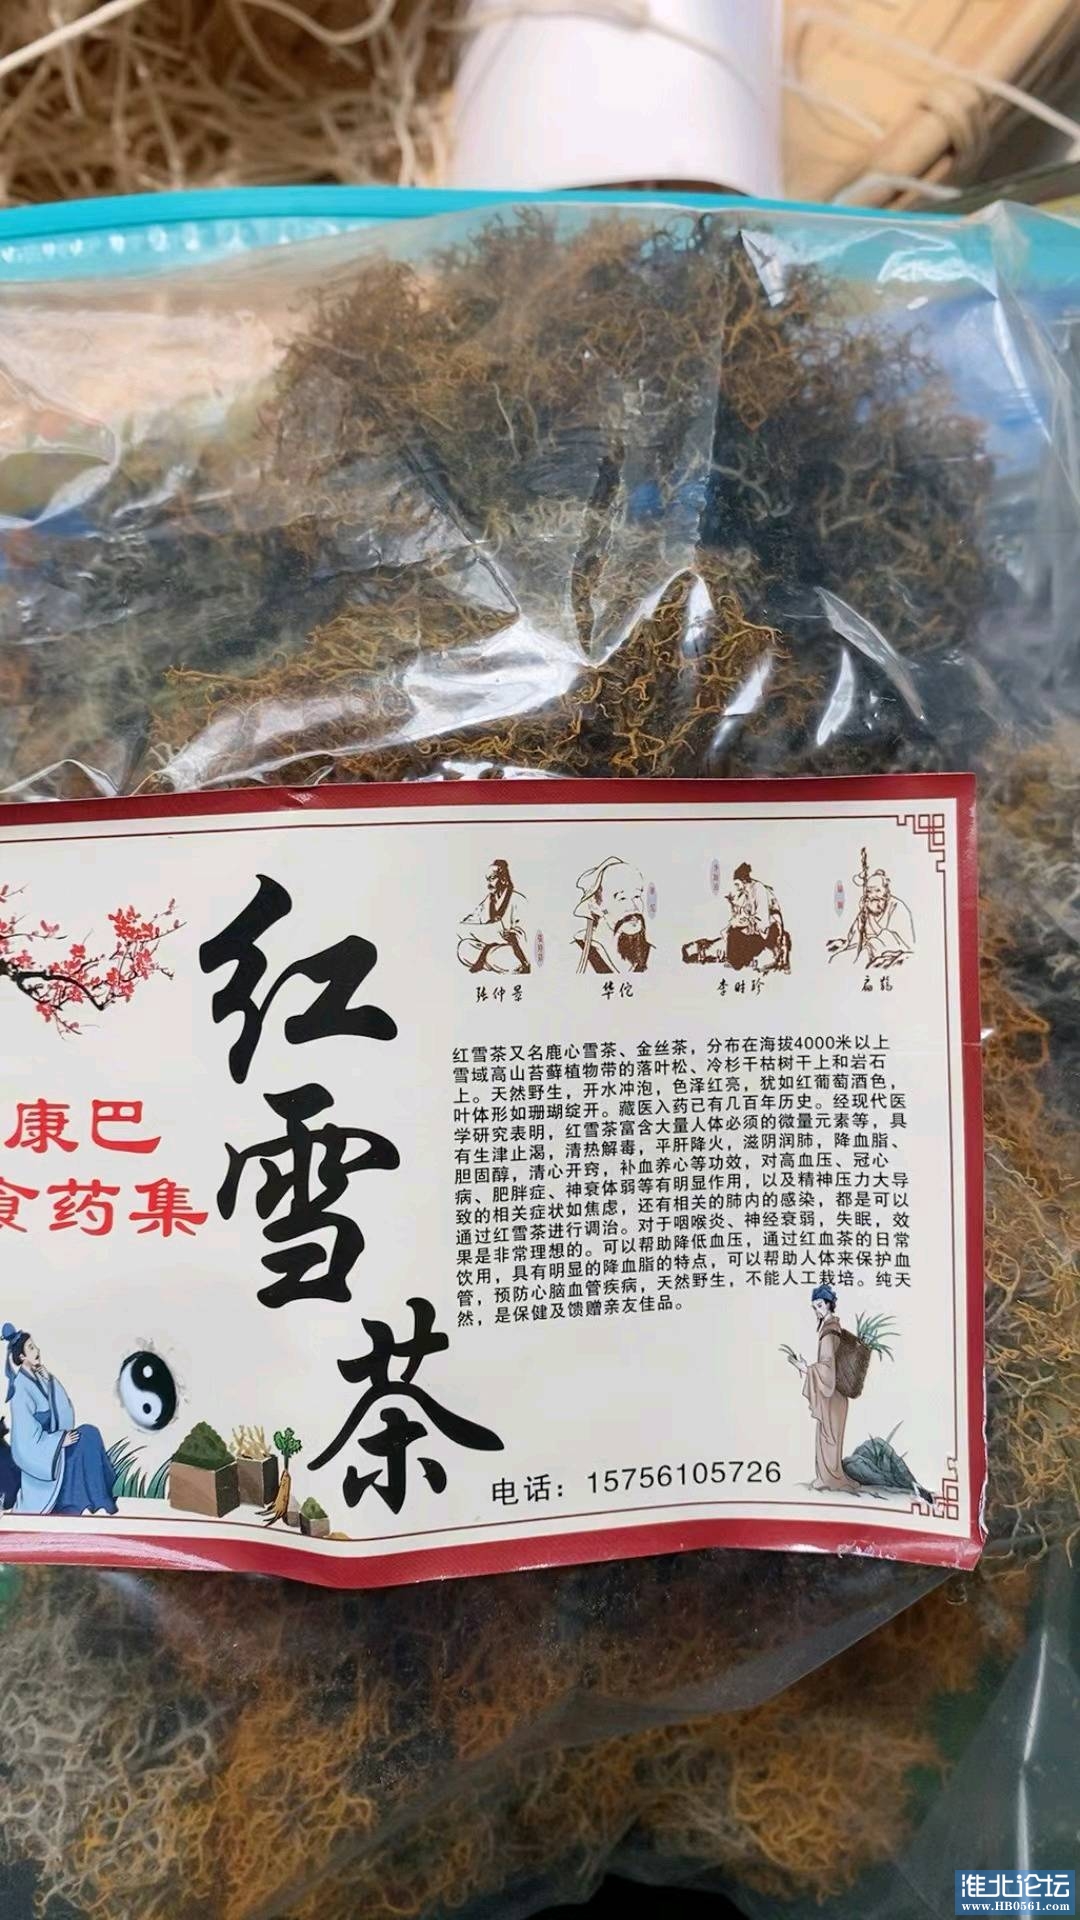 红雪茶
康巴
食药集
张仲景
华佗
李时珍
扁鹊
红雪茶又名鹿心雪茶、金丝茶，分布在海拔4000米以上
雪域高山苔藓植物带的落叶松、冷杉干枯树干上和岩石
上。天然野生，开水冲泡，色泽红亮，犹如红葡萄酒色，
叶体形如珊瑚绽开。藏医入药已有几百年历史。经现代医
学研究表明，红雪茶富含大量人体必须的微量元素等，具
有生津止渴，清热解毒，平肝降火，滋阴润肺，降血脂、
胆固醇，清心开窍，补血养心等功效，对高血压、冠心
病、肥胖症、神衰体弱等有明显作用，以及精神压力大导
致的相关症状如焦虑，还有相关的肺内的感染，都是可以
通过红雪茶进行调治。对于咽喉炎、神经衰弱，失眠，效
果是非常理想的。可以帮助降低血压，通过红血茶的日常
饮用，具有明显的降血脂的特点，可以帮助人体来保护血
管，预防心脑血管疾病，天然野生，不能人工栽培。纯天
然，是保健及馈赠亲友佳品。
电话：15756105726
淮北论坛
www.HB0561.com